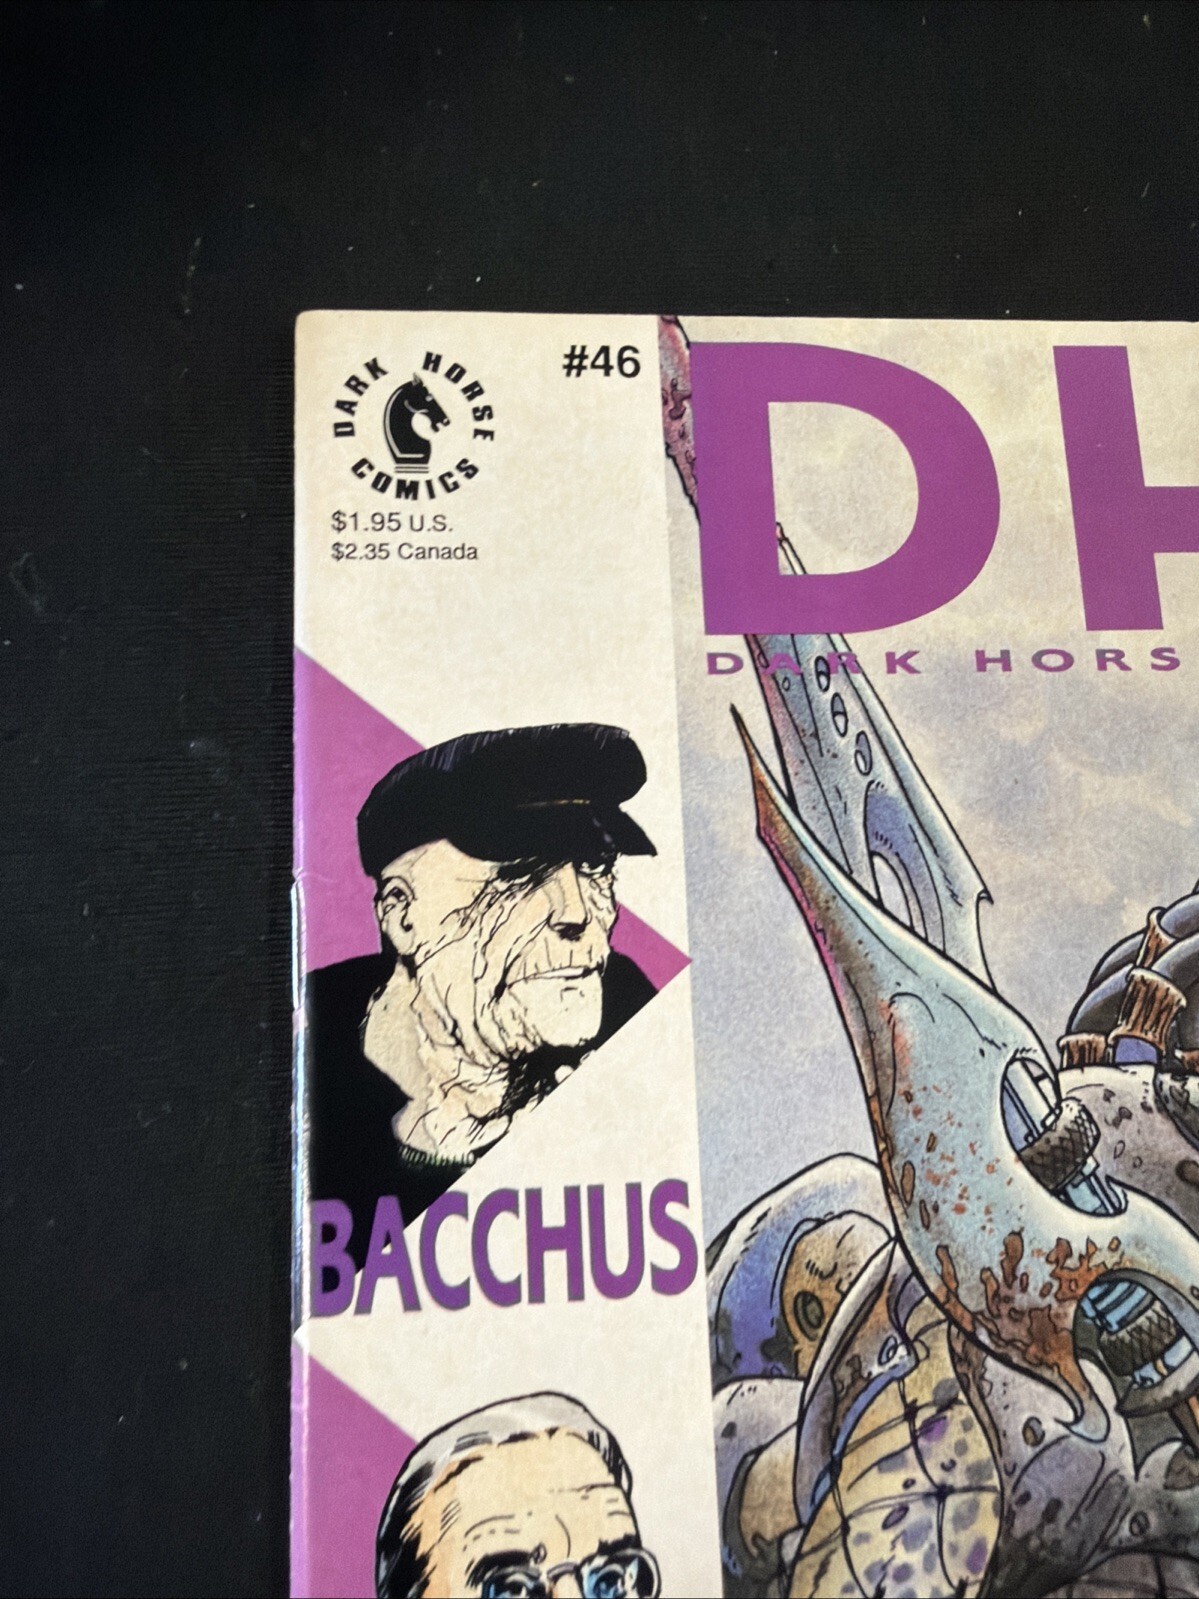 DARK HORSE
COMICS
#46
$1.95 U.S.
$2.35 Canada
DH
DARK HORS
BACCHUS